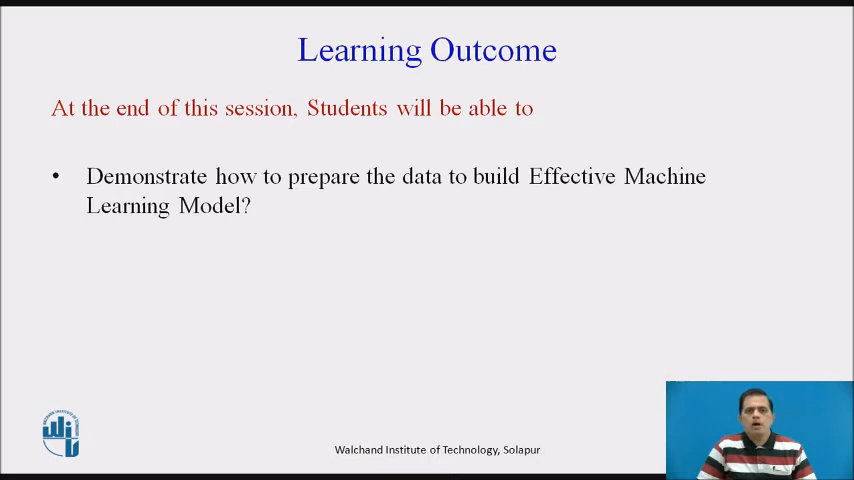 Learning Outcome
At the end of this session, Students will be able to
• Demonstrate how to prepare the data to build Effective Machine
Learning Model?
Walchand Institute of Technology, Solapur